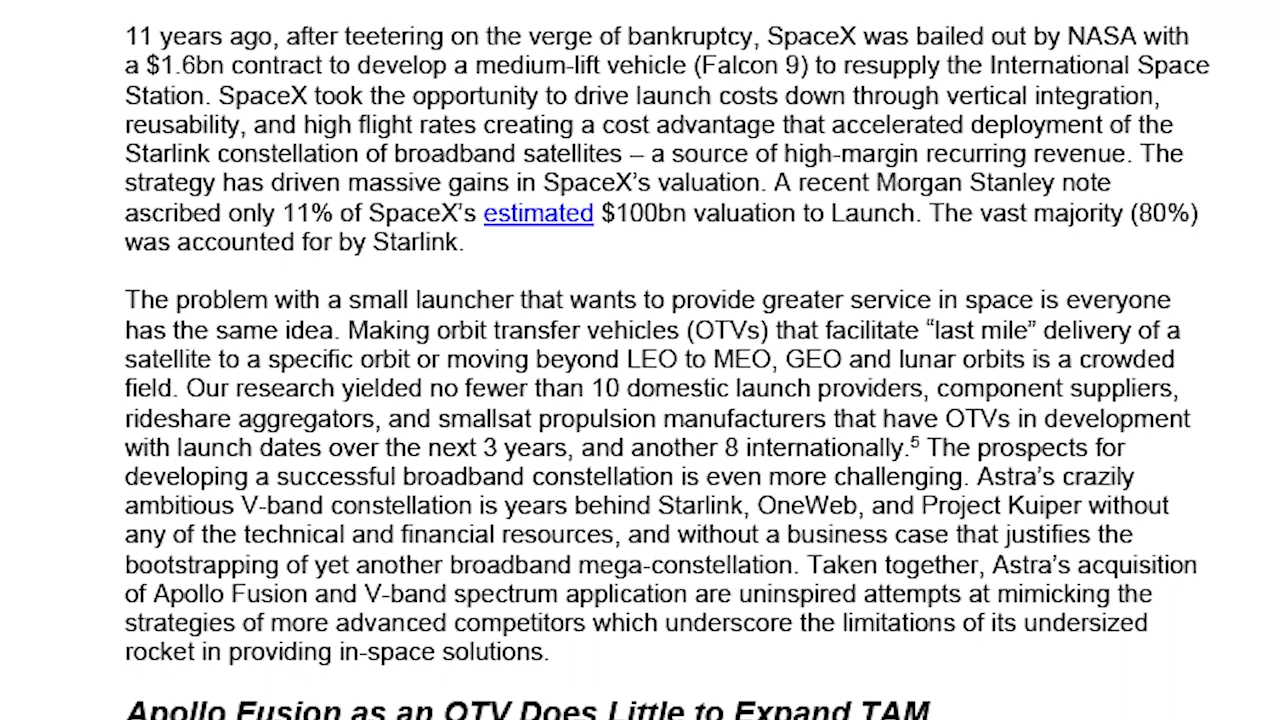 11 years ago, after teetering on the verge of bankruptcy, SpaceX was bailed out by NASA with
a $1.6bn contract to develop a medium-lift vehicle (Falcon 9) to resupply the International Space
Station. SpaceX took the opportunity to drive launch costs down through vertical integration,
reusability, and high flight rates creating a cost advantage that accelerated deployment of the
Starlink constellation of broadband satellites – a source of high-margin recurring revenue. The
strategy has driven massive gains in SpaceX's valuation. A recent Morgan Stanley note
ascribed only 11% of SpaceX's estimated $100bn valuation to Launch. The vast majority (80%)
was accounted for by Starlink.
The problem with a small launcher that wants to provide greater service in space is everyone
has the same idea. Making orbit transfer vehicles (OTVs) that facilitate “last mile” delivery of a
satellite to a specific orbit or moving beyond LEO to MEO, GEO and lunar orbits is a crowded
field. Our research yielded no fewer than 10 domestic launch providers, component suppliers,
rideshare aggregators, and smallsat propulsion manufacturers that have OTVs in development
with launch dates over the next 3 years, and another 8 internationally.⁵ The prospects for
developing a successful broadband constellation is even more challenging. Astra's crazily
ambitious V-band constellation is years behind Starlink, OneWeb, and Project Kuiper without
any of the technical and financial resources, and without a business case that justifies the
bootstrapping of yet another broadband mega-constellation. Taken together, Astra's acquisition
of Apollo Fusion and V-band spectrum application are uninspired attempts at mimicking the
strategies of more advanced competitors which underscore the limitations of its undersized
rocket in providing in-space solutions.
Apollo Fusion as an OTV Does Little to Expand TAM